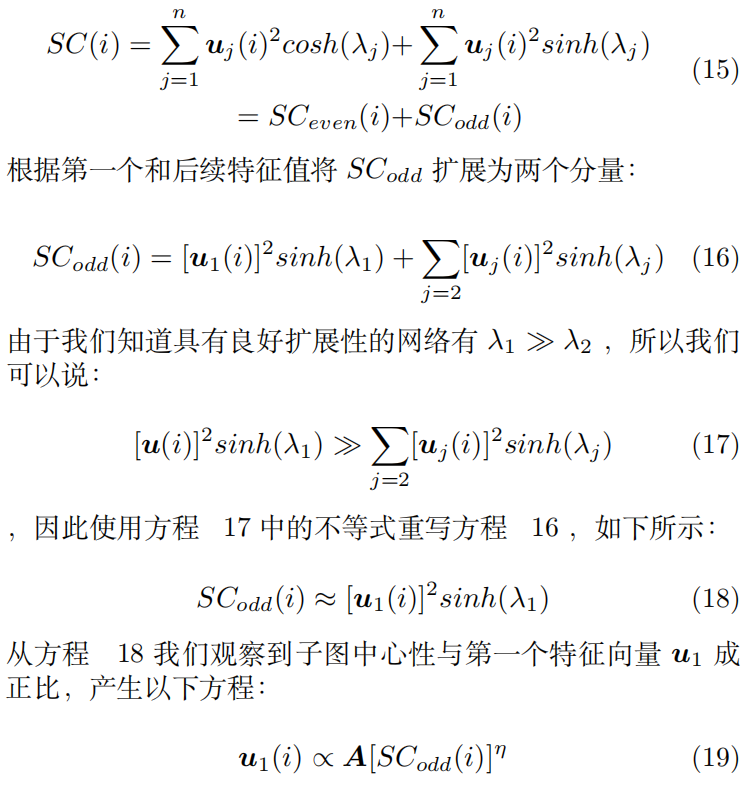 SC(i) = \sum_{j=1}^{n} u_j(i)^2 cosh(λ_j) + \sum_{j=1}^{n} u_j(i)^2 sinh(λ_j)
= SC_{even}(i) + SC_{odd}(i) (15)
根据第一个和后续特征值将 SC_{odd} 扩展为两个分量：
SC_{odd}(i) = [u_1(i)]^2 sinh(λ_1) + \sum_{j=2} [u_j(i)]^2 sinh(λ_j) (16)
由于我们知道具有良好扩展性的网络有 λ_1 ≫ λ_2 ，所以我们
可以说：
[u(i)]^2 sinh(λ_1) ≫ \sum_{j=2} [u_j(i)]^2 sinh(λ_j) (17)
，因此使用方程 17 中的不等式重写方程 16 ，如下所示：
SC_{odd}(i) ≈ [u_1(i)]^2 sinh(λ_1) (18)
从方程 18 我们观察到子图中心性与第一个特征向量 u_1 成
正比，产生以下方程：
u_1(i) ∝ A[SC_{odd}(i)]^η (19)